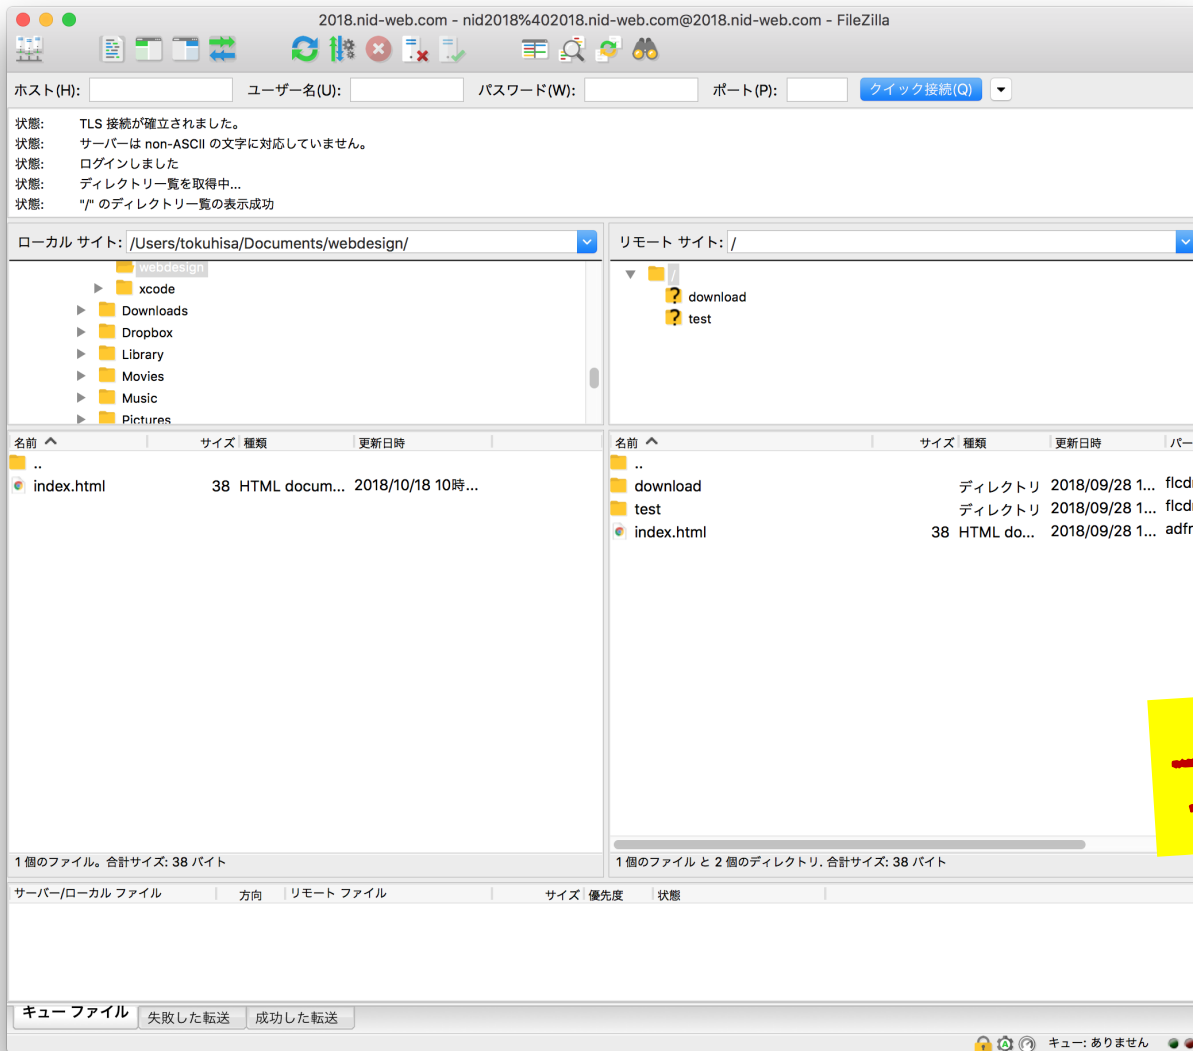 2018.nid-web.com - nid2018%402018.nid-web.com@2018.nid-web.com - FileZilla
ホスト(H): ユーザー名(U): パスワード(W): ポート(P): クイック接続(Q)
状態: TLS 接続が確立されました。
状態: サーバーは non-ASCII の文字に対応していません。
状態: ログインしました
状態: ディレクトリ一覧を取得中...
状態: "/" のディレクトリ一覧の表示成功
ローカル サイト: /Users/tokuhisa/Documents/webdesign/
webdesign
xcode
Downloads
Dropbox
Library
Movies
Music
Pictures
リモート サイト: /
/
download
test
名前 サイズ 種類 更新日時
..
index.html 38 HTML docum... 2018/10/18 10時...
1 個のファイル。合計サイズ: 38 バイト
名前 サイズ 種類 更新日時 パー
..
download ディレクトリ 2018/09/28 1... flcd
test ディレクトリ 2018/09/28 1... flcd
index.html 38 HTML do... 2018/09/28 1... adfr
1 個のファイル と 2 個のディレクトリ. 合計サイズ: 38 バイト
サーバー/ローカル ファイル 方向 リモート ファイル サイズ 優先度 状態
キュー ファイル 失敗した転送 成功した転送
キュー: ありません